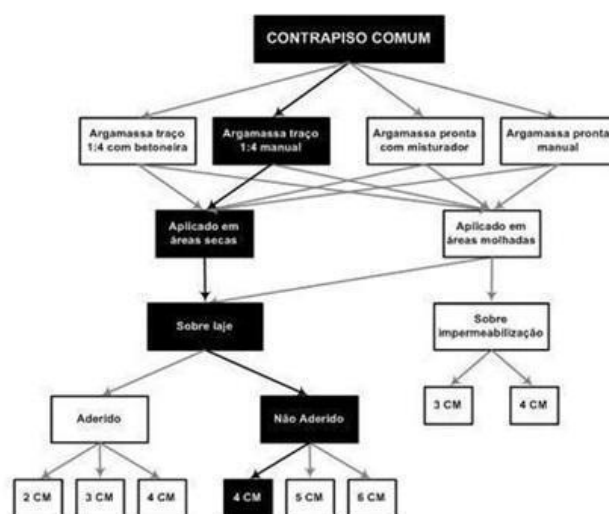 CONTRAPISO COMUM
Argamassa traço
1:4 com betoneira
Argamassa traço
1:4 manual
Argamassa pronta
com misturador
Argamassa pronta
manual
Aplicado em
áreas secas
Aplicado em
áreas molhadas
Sobre laje
Sobre
impermeabilização
3 CM
4 CM
Aderido
Não Aderido
2 CM
3 CM
4 CM
4 CM
5 CM
6 CM